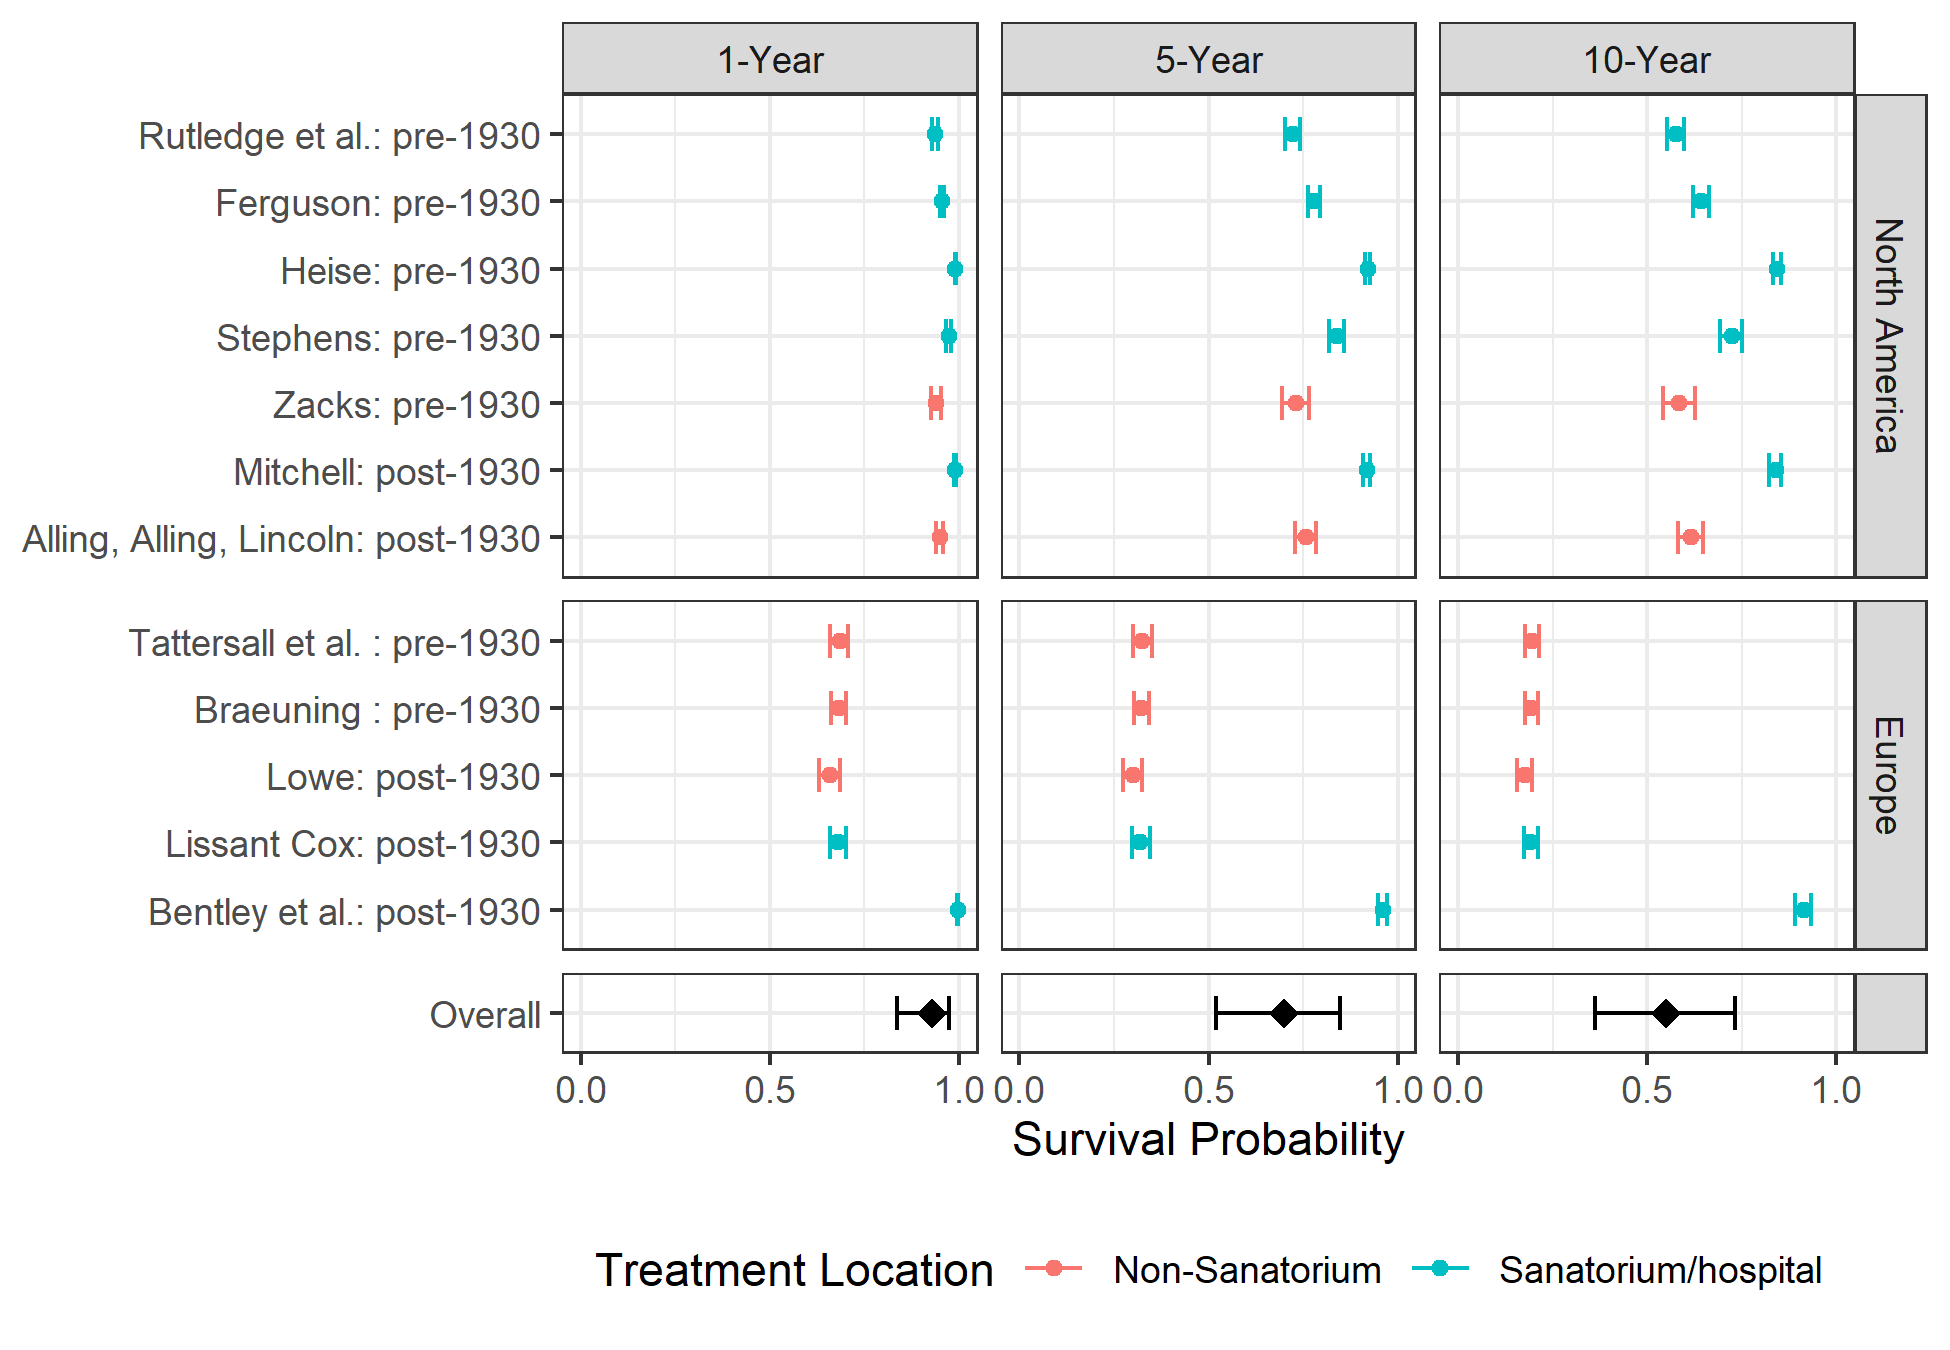 1-Year 5-Year 10-Year
Rutledge et al.: pre-1930
Ferguson: pre-1930
Heise: pre-1930
Stephens: pre-1930
Zacks: pre-1930
Mitchell: post-1930
Alling, Alling, Lincoln: post-1930
North America
Tattersall et al. : pre-1930
Braeuning : pre-1930
Lowe: post-1930
Lissant Cox: post-1930
Bentley et al.: post-1930
Europe
Overall
0.0 0.5 1.0 0.0 0.5 1.0 0.0 0.5 1.0
Survival Probability
Treatment Location Non-Sanatorium Sanatorium/hospital